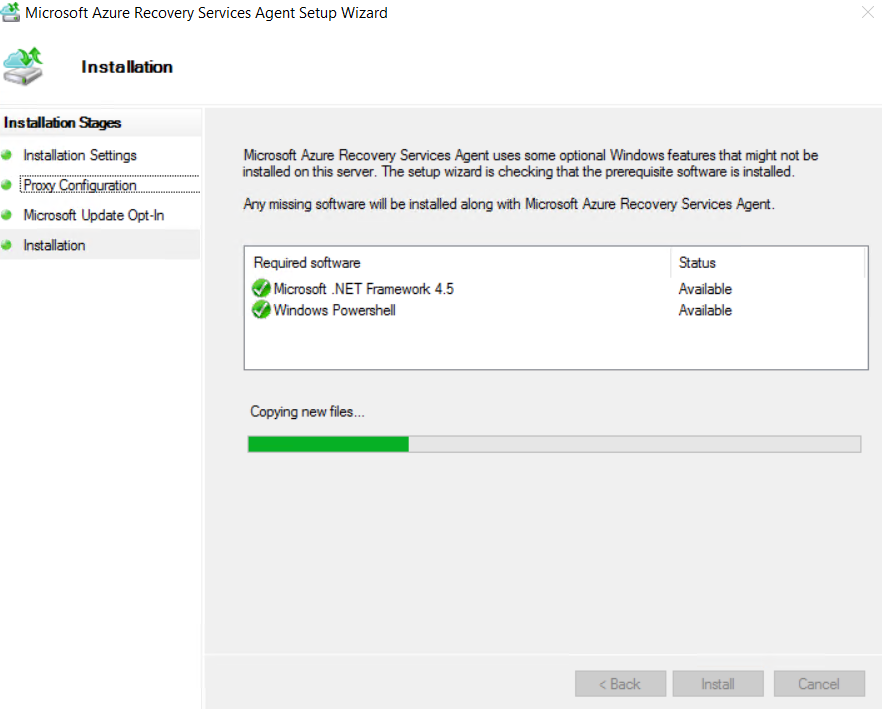 Microsoft Azure Recovery Services Agent Setup Wizard
Installation
Installation Stages
Installation Settings
Proxy Configuration
Microsoft Update Opt-In
Installation
Microsoft Azure Recovery Services Agent uses some optional Windows features that might not be
installed on this server. The setup wizard is checking that the prerequisite software is installed.
Any missing software will be installed along with Microsoft Azure Recovery Services Agent.
Required software Status
Microsoft .NET Framework 4.5 Available
Windows Powershell Available
Copying new files...
< Back Install Cancel